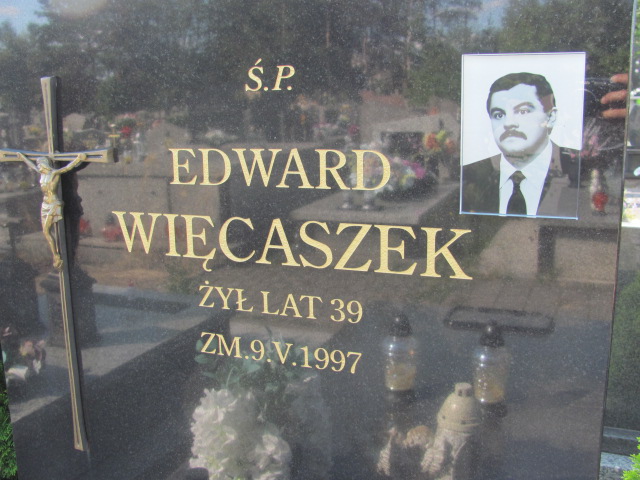 Ś.P.
EDWARD
WIĘCASZEK
ŻYŁ LAT 39
ZM.9.V.1997